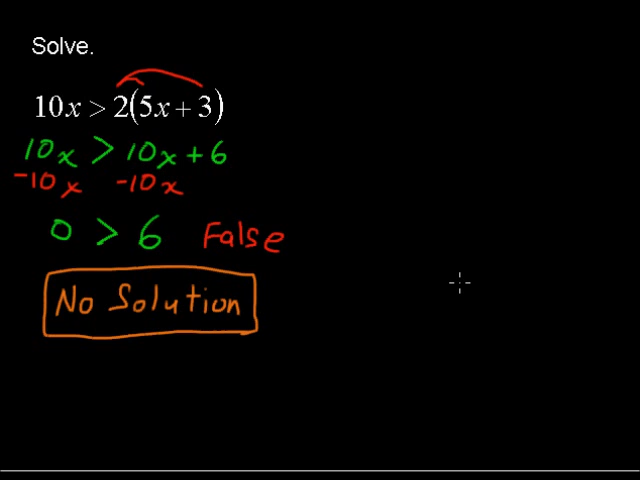 Solve.
10x > 2(5x + 3)
10x > 10x + 6
-10x -10x
0 > 6 False
No Solution